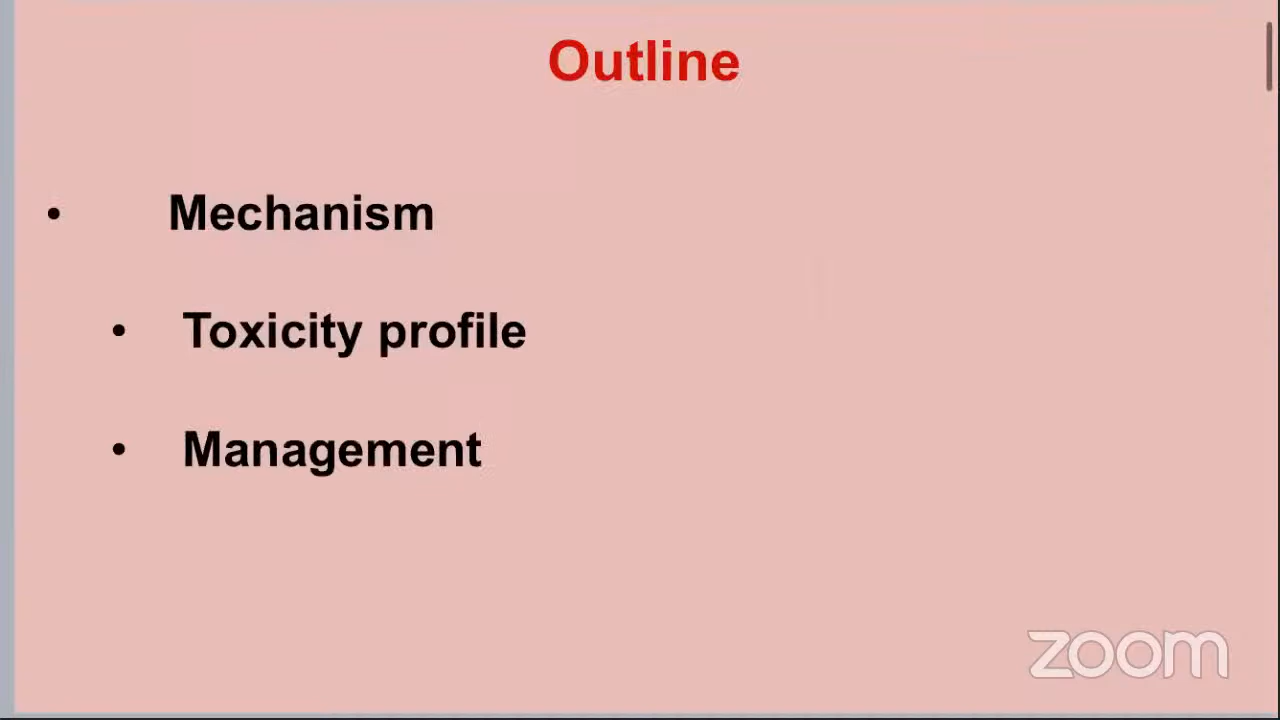 Outline
• Mechanism
• Toxicity profile
• Management
zoom